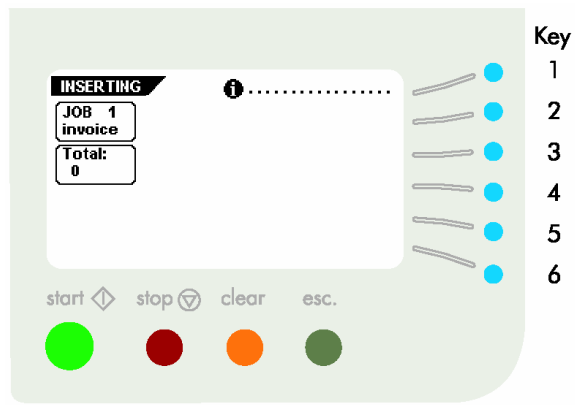 Key
1
2
3
4
5
6
INSERTING
JOB 1
invoice
Total:
0
start stop clear esc.